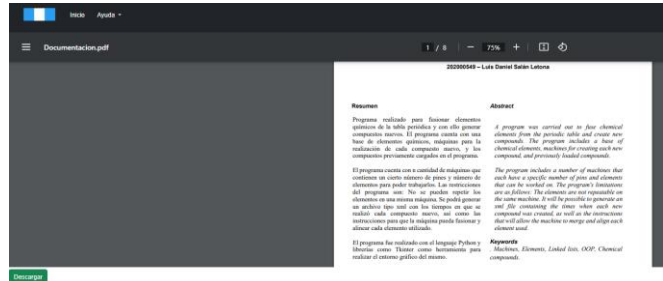 Inicio Ayuda
Documentacion.pdf 1 / 8 75%
202000549 – Luis Daniel Salán Letona
Resumen
Programa realizado para fusionar elementos
químicos de la tabla periódica y con ello generar
compuestos nuevos. El programa cuenta con una
base de elementos químicos, máquinas para la
realización de cada compuesto nuevo, y los
compuestos previamente cargados en el programa.
El programa cuenta con n cantidad de máquinas que
contienen un cierto número de pines y número de
elementos para poder trabajarlos. Las restricciones
del programa son: No se pueden repetir los
elementos en una misma máquina. Se podrá generar
un archivo tipo xml con los tiempos en que se
realizó cada compuesto nuevo, así como las
instrucciones para que la máquina pueda fusionar y
alinear cada elemento utilizado.
El programa fue realizado con el lenguaje Python y
librerías como Tkinter como herramienta para
realizar el entorno gráfico del mismo.
Abstract
A program was carried out to fuse chemical
elements from the periodic table and create new
compounds. The program includes a base of
chemical elements, machines for creating each new
compound, and previously loaded compounds.
The program includes a number of machines that
each have a specific number of pins and elements
that can be worked on. The program's limitations
are as follows: The elements are not repeatable on
the same machine. It will be possible to generate an
xml file containing the times when each new
compound was created, as well as the instructions
that will allow the machine to merge and align each
element used.
Keywords
Machines, Elements, Linked lists, OOP, Chemical
compounds.
Descargar